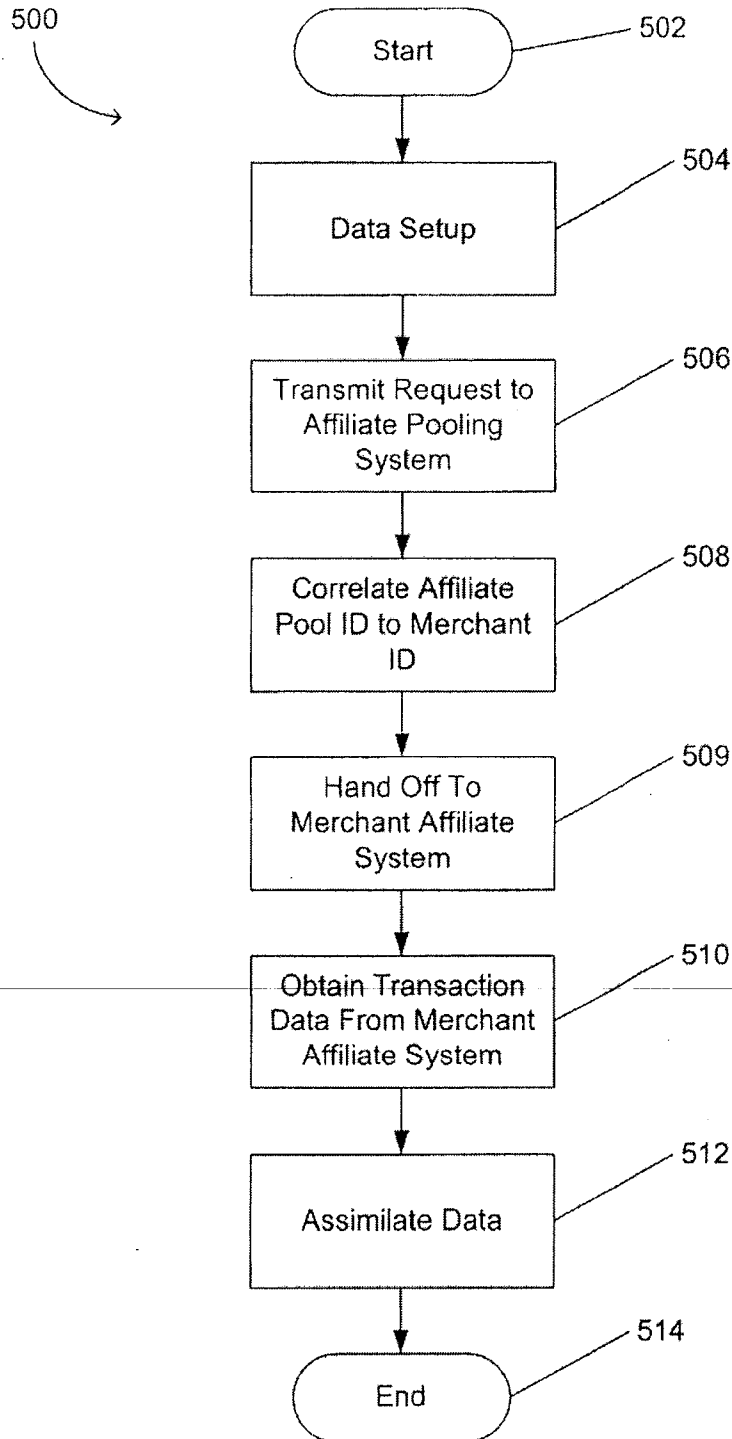 500
Start
502
504
Data Setup
506
Transmit Request to
Affiliate Pooling
System
508
Correlate Affiliate
Pool ID to Merchant
ID
509
Hand Off To
Merchant Affiliate
System
510
Obtain Transaction
Data From Merchant
Affiliate System
512
Assimilate Data
514
End